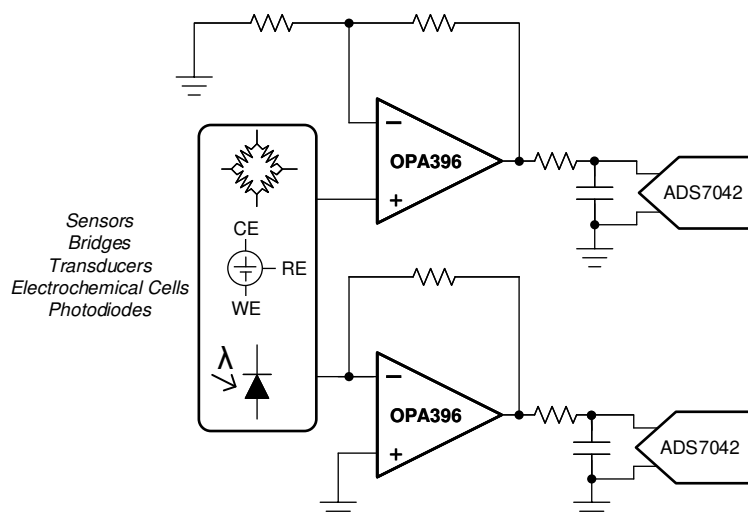 −
OPA396
+
ADS7042
Sensors
Bridges
Transducers
Electrochemical Cells
Photodiodes
CE
RE
WE
λ
−
OPA396
+
ADS7042